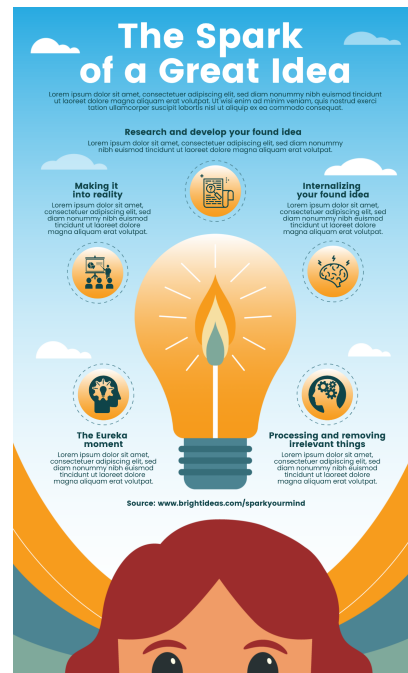 The Spark
of a Great Idea
Lorem ipsum dolor sit amet, consectetuer adipiscing elit, sed diam nonummy nibh euismod tincidunt
ut laoreet dolore magna aliquam erat volutpat. Ut wisi enim ad minim veniam, quis nostrud exerci
tation ullamcorper suscipit lobortis nisl ut aliquip ex ea commodo consequat.
Research and develop your found idea
Lorem ipsum dolor sit amet, consectetuer adipiscing elit, sed diam nonummy
nibh euismod tincidunt ut laoreet dolore magna aliquam erat volutpat.
Making it
into reality
Lorem ipsum dolor sit amet,
consectetuer adipiscing elit, sed
diam nonummy nibh euismod
tincidunt ut laoreet dolore
magna aliquam erat volutpat.
Internalizing
your found idea
Lorem ipsum dolor sit amet,
consectetuer adipiscing elit, sed
diam nonummy nibh euismod
tincidunt ut laoreet dolore
magna aliquam erat volutpat.
The Eureka
moment
Lorem ipsum dolor sit amet,
consectetuer adipiscing elit, sed
diam nonummy nibh euismod
tincidunt ut laoreet dolore
magna aliquam erat volutpat.
Processing and removing
irrelevant things
Lorem ipsum dolor sit amet,
consectetuer adipiscing elit, sed
diam nonummy nibh euismod
tincidunt ut laoreet dolore
magna aliquam erat volutpat.
Source: www.brightideas.com/sparkyourmind